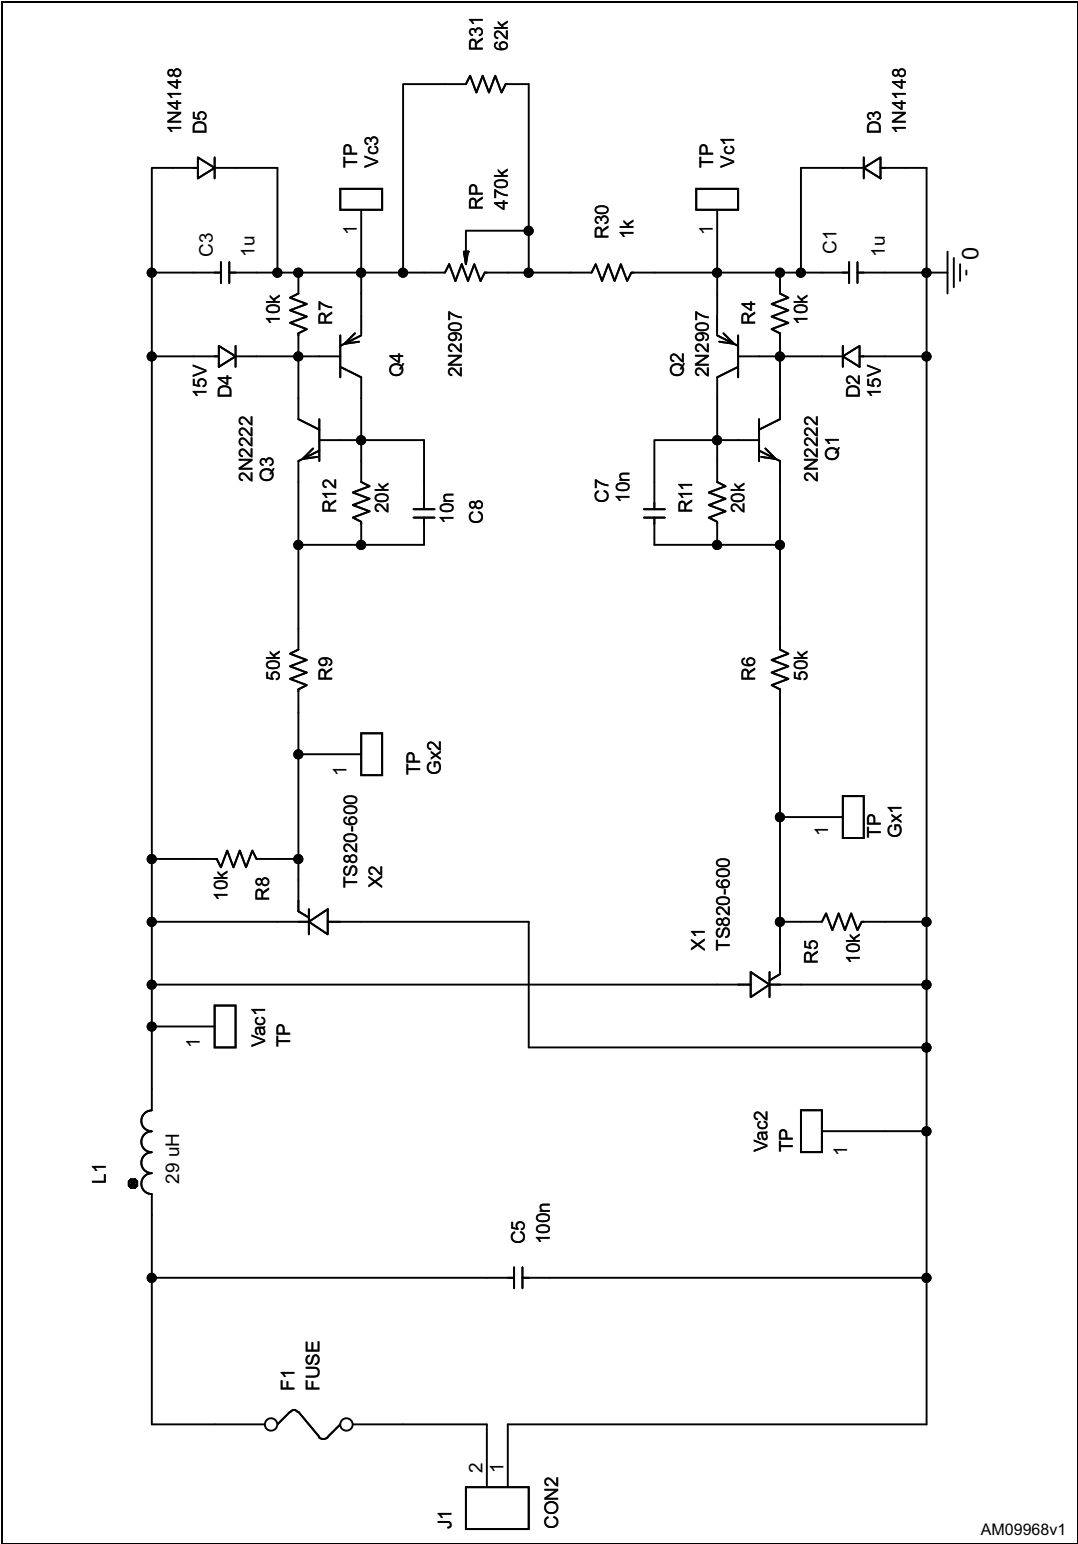 R31
62k
1N4148
D5
D3
1N4148
TP
Vc3
1
RP
470k
TP
Vc1
1
R30
1k
C3
1u
C1
1u
0
10k
R7
R4
10k
15V
D4
Q4
2N2907
Q2
2N2907
D2
15V
2N2222
Q3
2N2222
Q1
R12
20k
10n
C8
C7
10n
R11
20k
50k
R9
R6
50k
1
TP
Gx2
1
TP
Gx1
10k
R8
TS820-600
X2
X1
TS820-600
R5
10k
1
Vac1
TP
Vac2
TP
1
L1
29 uH
C5
100n
F1
FUSE
J1
2
1
CON2
AM09968v1